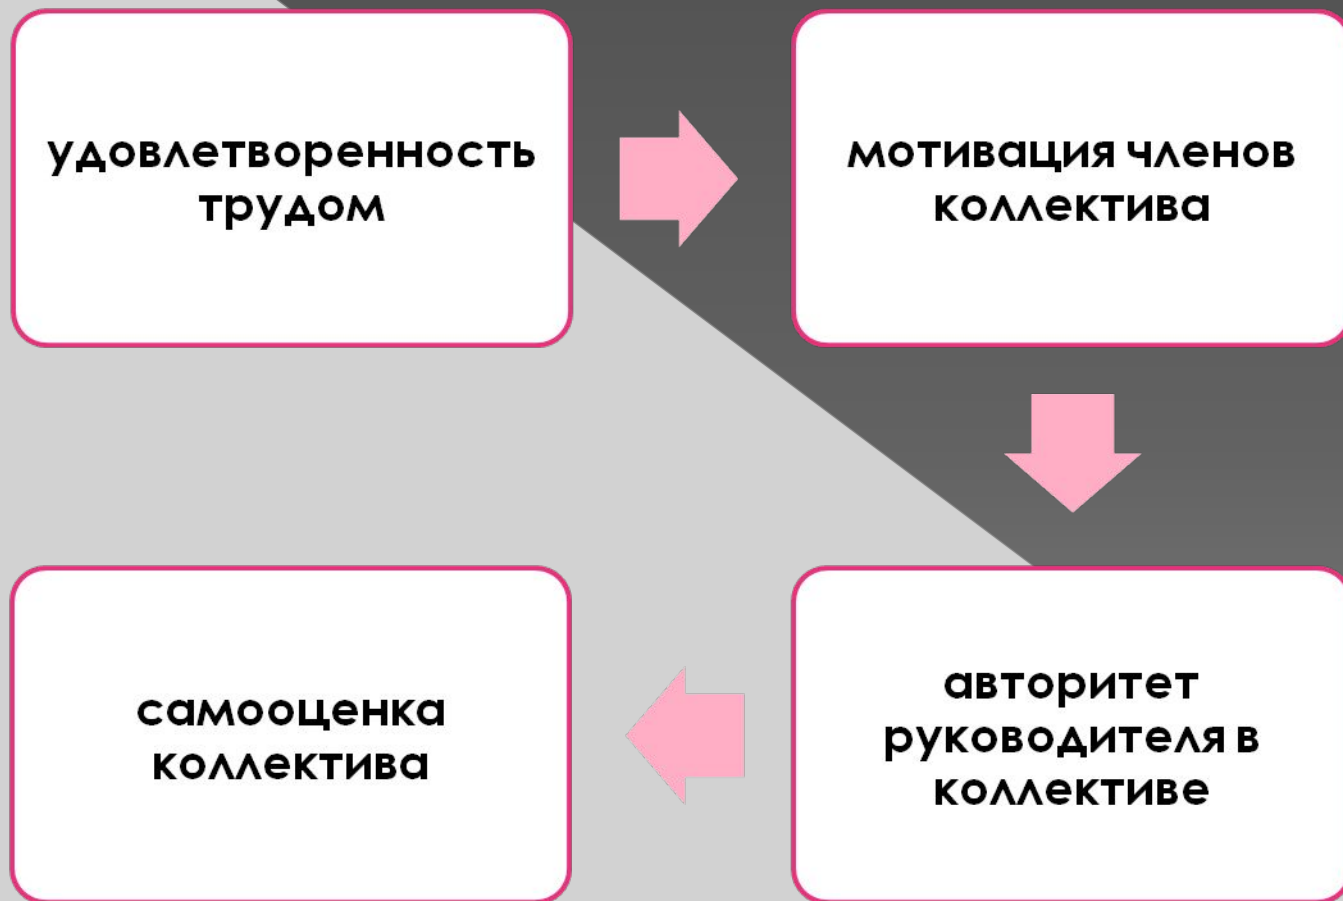 удовлетворенность
трудом
мотивация членов
коллектива
авторитет
руководителя в
коллективе
самооценка
коллектива